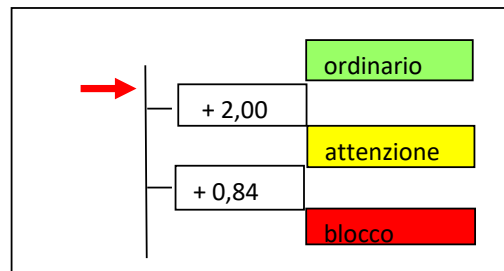 ordinario
+ 2,00
attenzione
+ 0,84
blocco